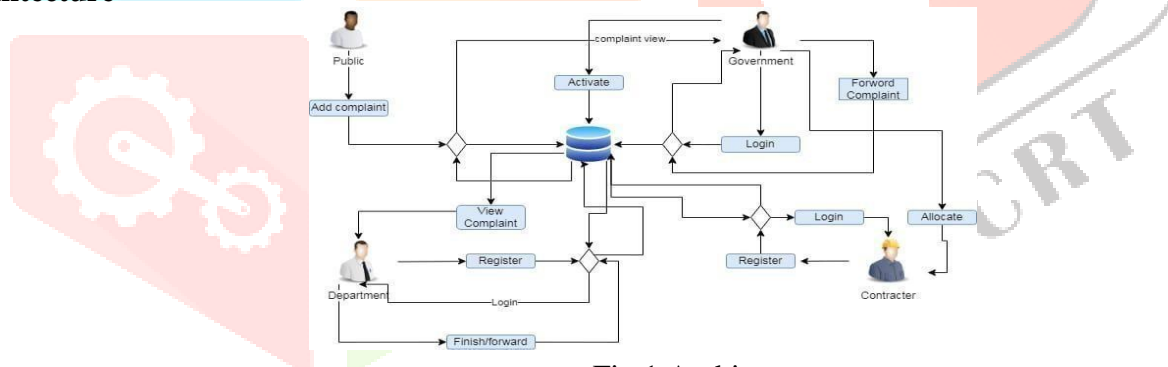 complaint view
Public
Government
Activate
Forword
Complaint
Add complaint
Login
View
Complaint
Login
Allocate
Register
Register
Department
Login
Contracter
Finish/forward
CRT